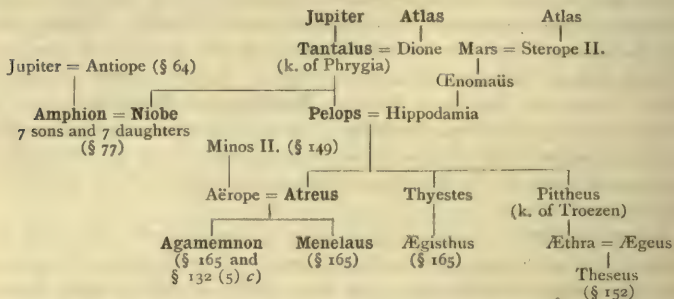 Jupiter Atlas Atlas
Tantalus = Dione Mars = Sterope II.
Jupiter = Antiope (§ 64) (k. of Phrygia)
Œnomaüs
Amphion = Niobe Pelops = Hippodamia
7 sons and 7 daughters
(§ 77) Minos II. (§ 149)
Aërope = Atreus Thyestes Pittheus
(k. of Troezen)
Agamemnon Menelaus Ægisthus Æthra = Ægeus
(§ 165 and (§ 165) (§ 165)
§ 132 (5) c) Theseus
(§ 152)